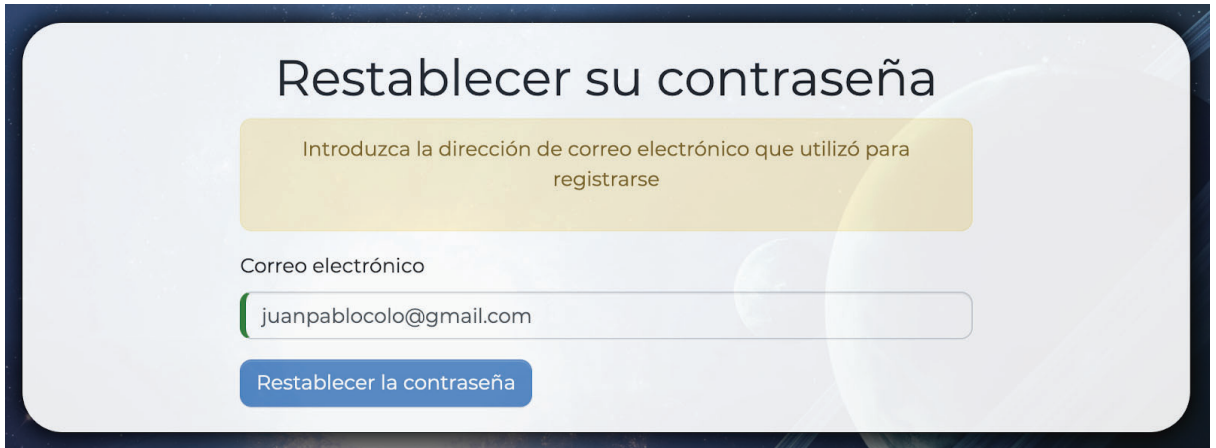 Restablecer su contraseña
Introduzca la dirección de correo electrónico que utilizó para
registrarse
Correo electrónico
juanpablocolo@gmail.com
Restablecer la contraseña